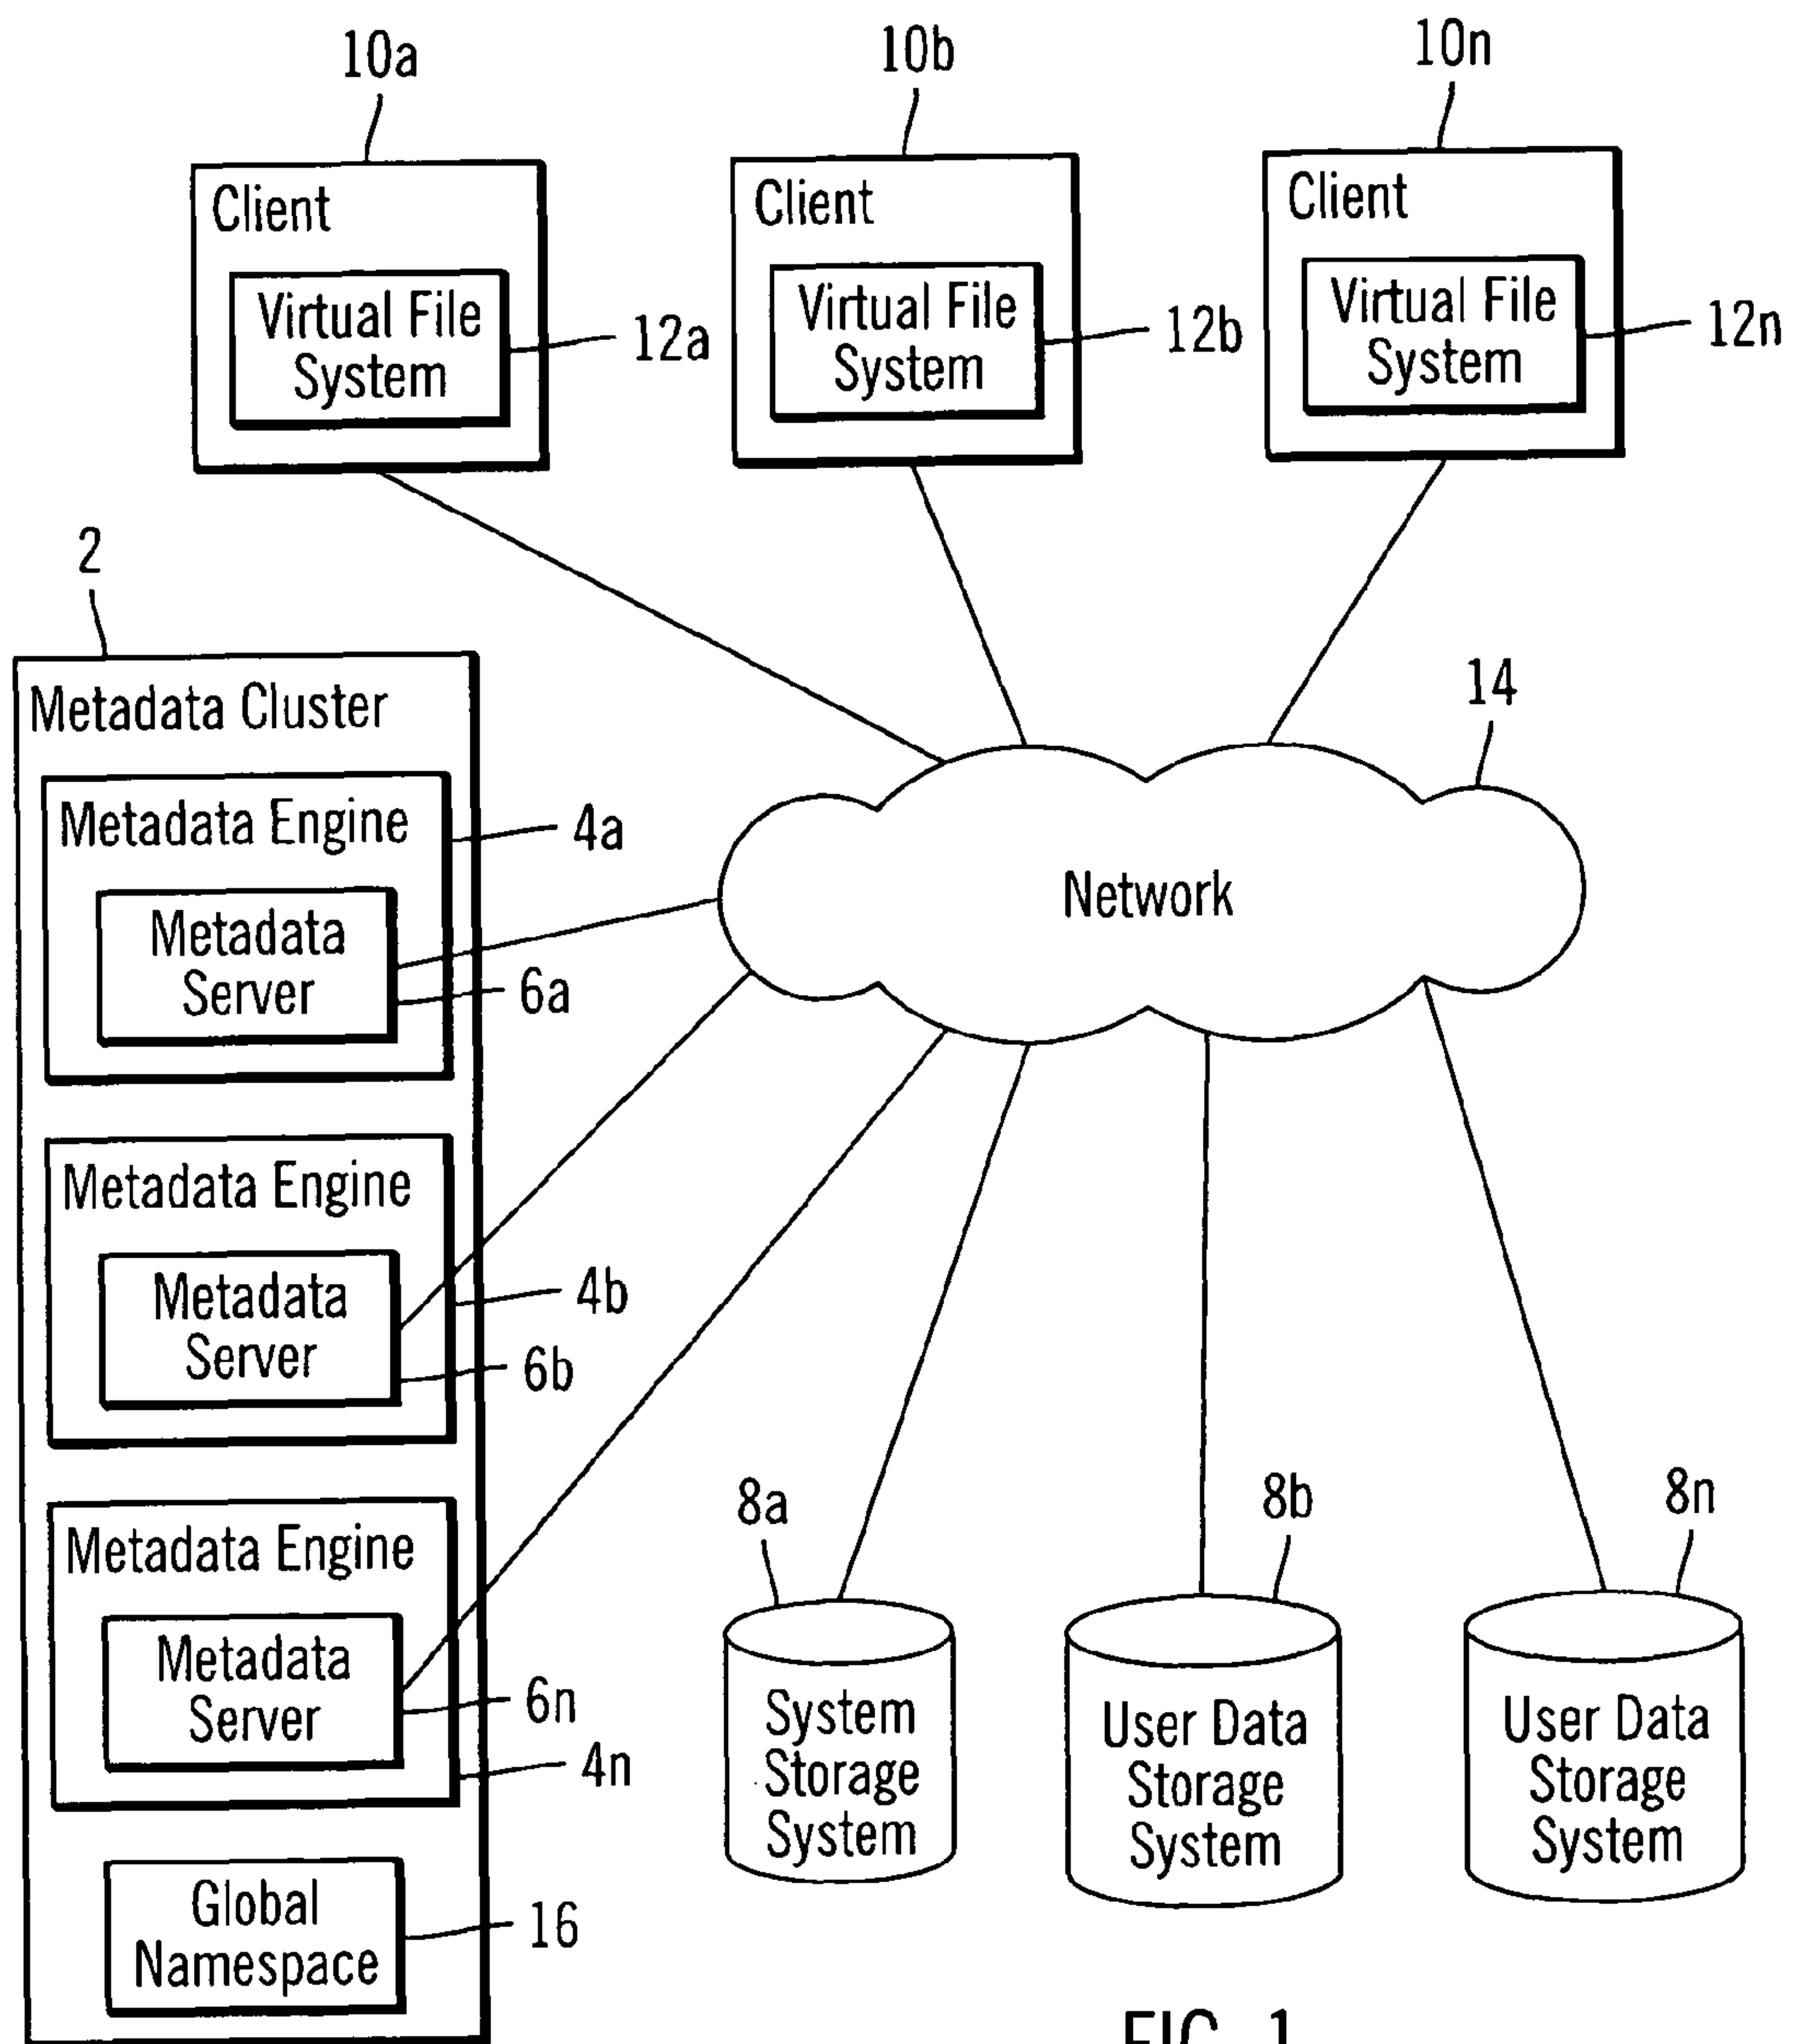 10a
10b
10n
Client
Virtual File
System
12a
Client
Virtual File
System
12b
Client
Virtual File
System
12n
2
Metadata Cluster
Metadata Engine
4a
Metadata
Server
6a
Metadata Engine
4b
Metadata
Server
6b
Metadata Engine
Metadata
Server
6n
4n
Global
Namespace
16
14
Network
8a
System
Storage
System
8b
User Data
Storage
System
8n
User Data
Storage
System
FIG. 1